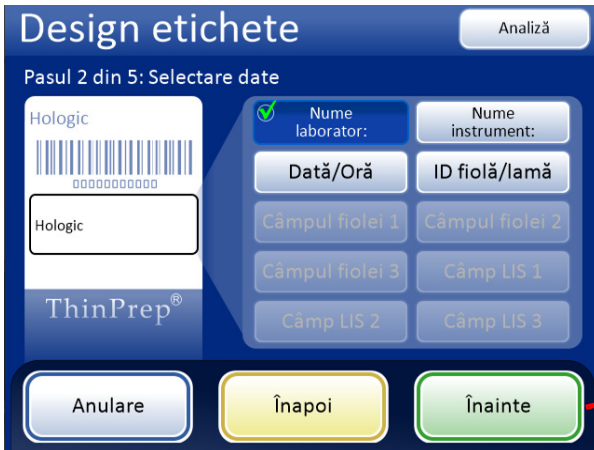 Design etichete
Analiză
Pasul 2 din 5: Selectare date
Hologic
00000000000
Hologic
ThinPrep®
Nume
laborator:
Nume
instrument:
Dată/Oră
ID fiolă/lamă
Câmpul fiolei 1
Câmpul fiolei 2
Câmpul fiolei 3
Câmp LIS 1
Câmp LIS 2
Câmp LIS 3
Anulare
Înapoi
Înainte